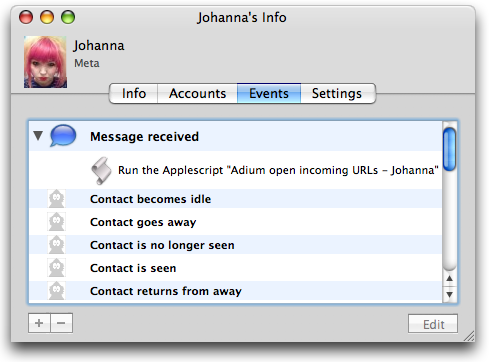 Johanna's Info
Johanna
Meta
Info Accounts Events Settings
Message received
Run the Applescript "Adium open incoming URLs - Johanna"
Contact becomes idle
Contact goes away
Contact is no longer seen
Contact is seen
Contact returns from away
+ − Edit